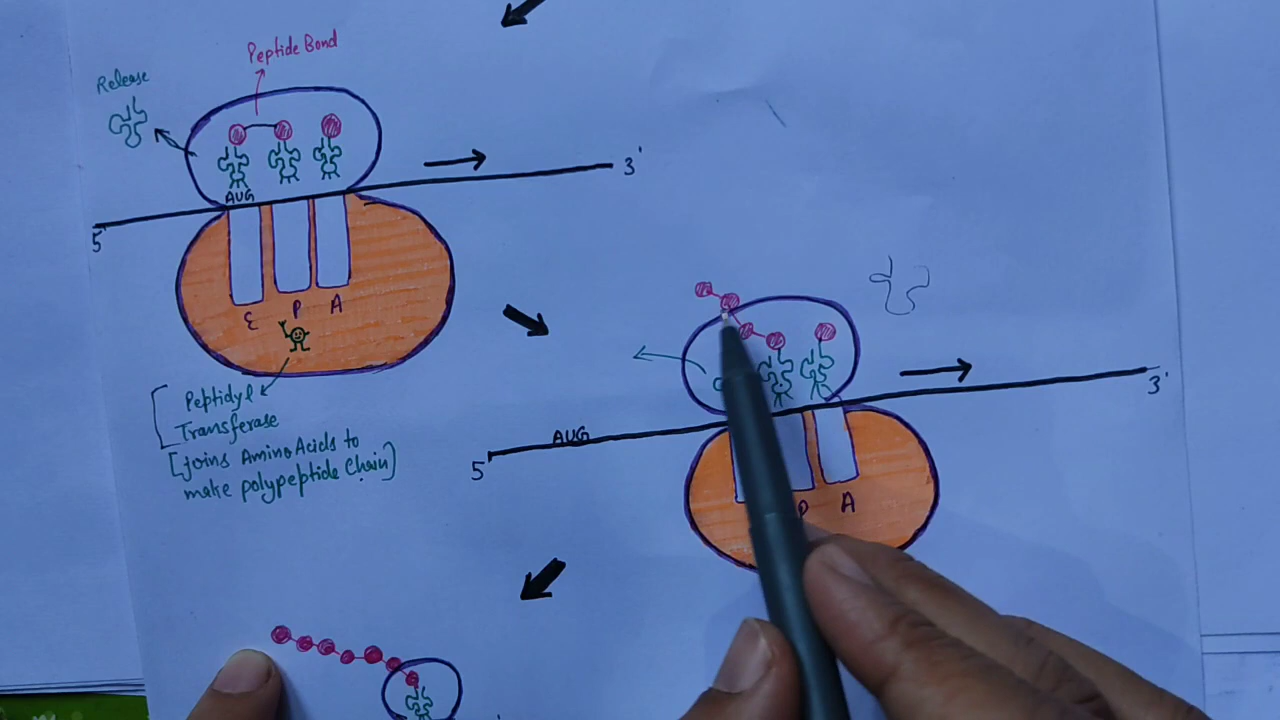 Peptide Bond
Release
AUG
3'
5'
E P A
Peptidyl
Transferase
[joins Amino Acids to
make polypeptide chain]
AUG
3'
5'
P A